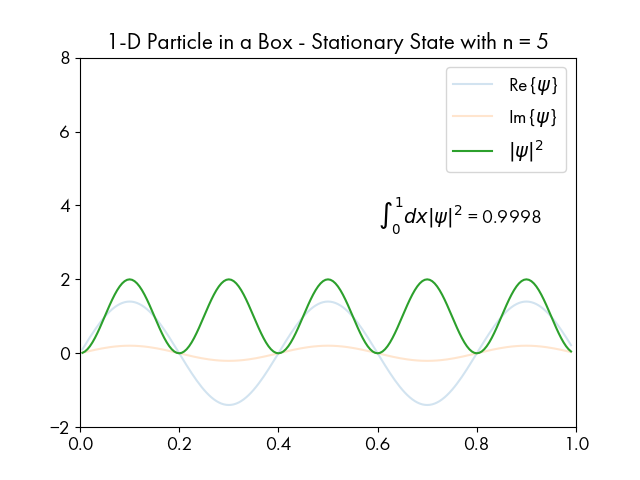 1-D Particle in a Box - Stationary State with n = 5
8
6
4
2
0
−2
0.0 0.2 0.4 0.6 0.8 1.0
Re{ψ}
Im{ψ}
|ψ|²
∫₀¹dx|ψ|² = 0.9998